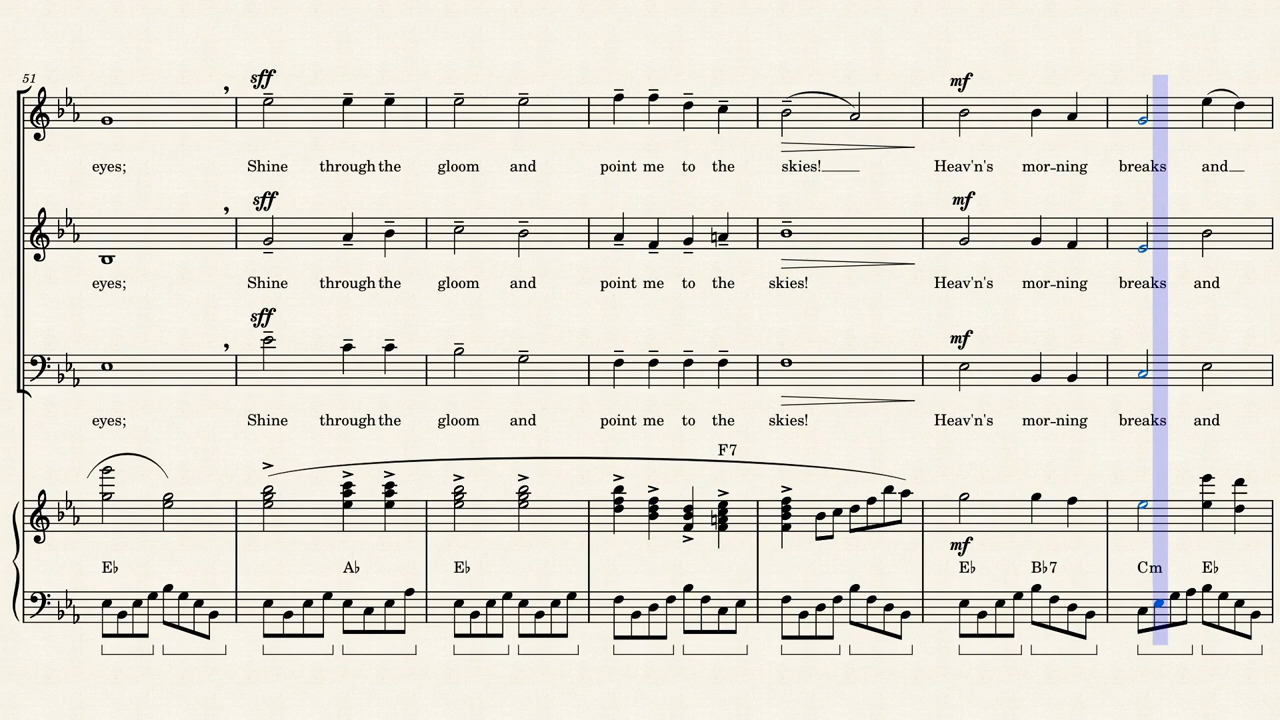 51
sff
mf
eyes; Shine through the gloom and point me to the skies! Heav'n's mor-ning breaks and
sff
mf
eyes; Shine through the gloom and point me to the skies! Heav'n's mor-ning breaks and
sff
mf
eyes; Shine through the gloom and point me to the skies! Heav'n's mor-ning breaks and
F7
mf
E♭ A♭ E♭ E♭ B♭7 Cm E♭